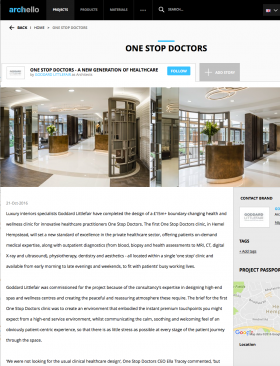 archello
PROJECTS
PRODUCTS
MATERIALS
SEARCH
BACK
HOME
ONE STOP DOCTORS
ONE STOP DOCTORS
ONE STOP DOCTORS - A NEW GENERATION OF HEALTHCARE
by GODDARD LITTLEFAIR as Architects
FOLLOW
21 Oct 2016
Luxury interiors specialists Goddard Littlefair have completed the design of a £15m+ boundary changing health and
wellness clinic for innovative healthcare practitioners One Stop Doctors. The first One Stop Doctors clinic, in Hemel
Hempstead, will set a new standard of excellence in the private healthcare sector, offering patients on-demand
medical expertise, along with outpatient diagnostics (from blood, biopsy and health assessments to MRI, CT, digital
X-ray and ultrasound), physiotherapy, dentistry and aesthetics - all located within a single 'one stop' clinic and
available from early morning to late evenings and weekends, to fit with patients' busy working lives.
Goddard Littlefair was commissioned for the project because of the consultancy's expertise in designing high-end
spas and wellness centres and creating the peaceful and reassuring atmosphere these require. The brief for the first
One Stop Doctors clinic was to create an environment that embodied the instant premium touchpoints you might
expect from a high-end service environment, whilst communicating the calm, soothing and welcoming feel of an
obviously patient-centric experience, so that there is as little stress as possible at every stage of the patient journey
through the space.
'We were not looking for the usual clinical healthcare design', One Stop Doctors CEO Ella Tracey commented, 'but
CONTACT BRAND
GODDARD
LITTLEFAIR
TAGS
+Add tags
PROJECT PASSPORT
Google
Location